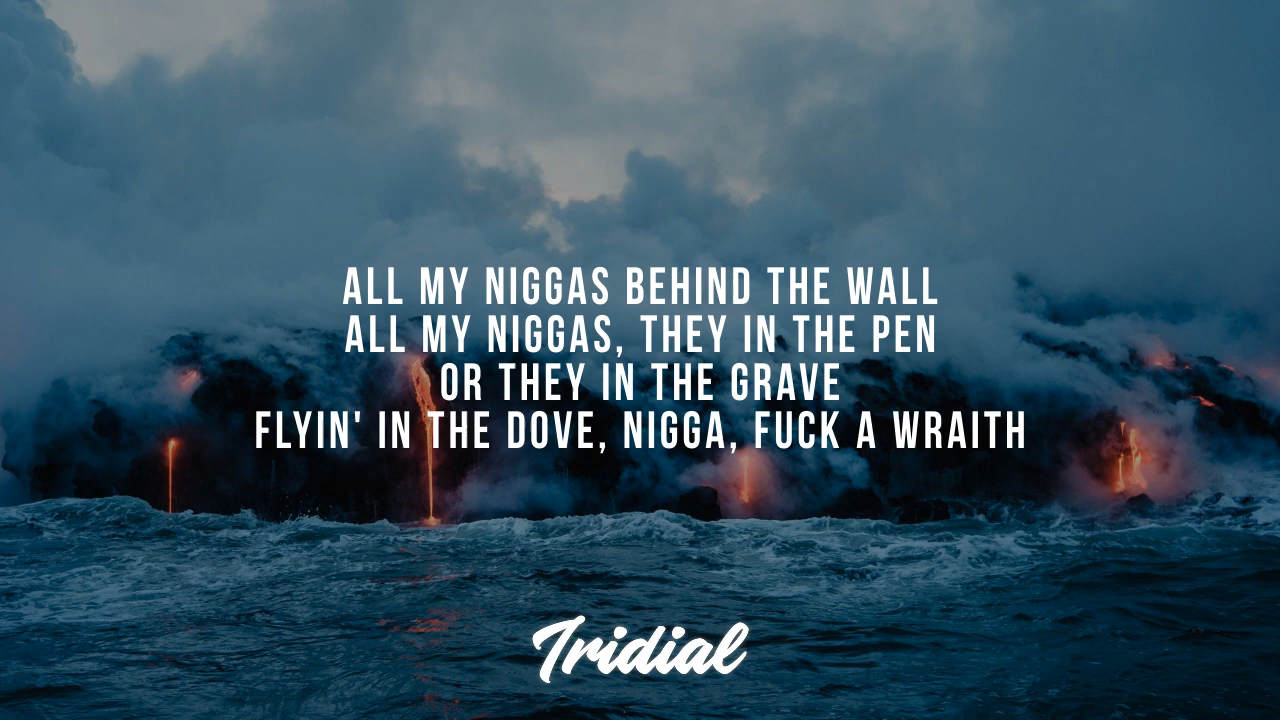 ALL MY NIGGAS BEHIND THE WALL
ALL MY NIGGAS, THEY IN THE PEN
OR THEY IN THE GRAVE
FLYIN' IN THE DOVE, NIGGA, FUCK A WRAITH
Iridial